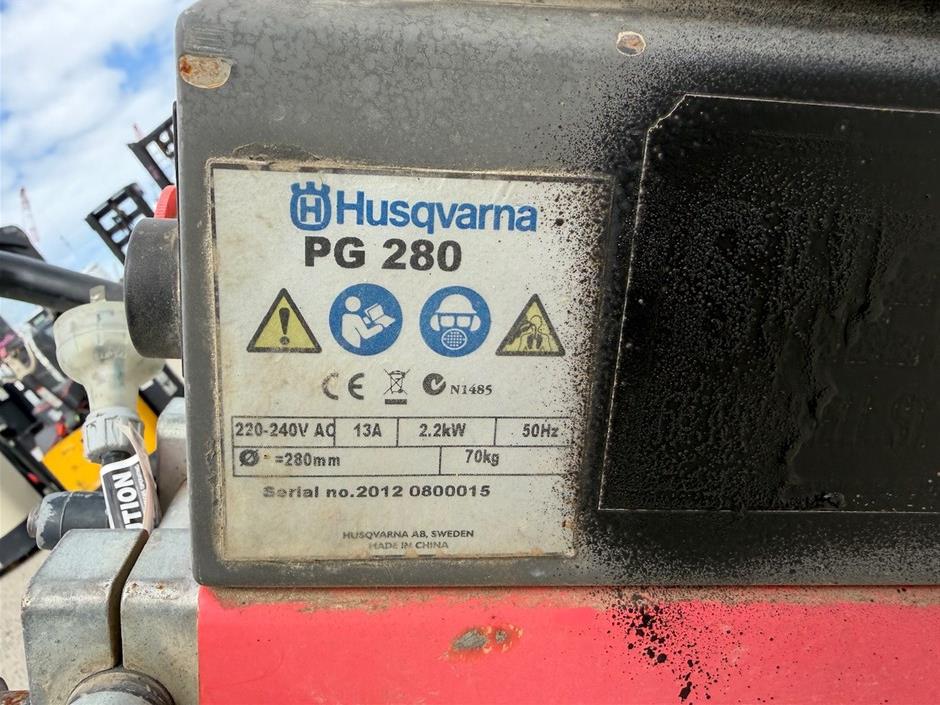 Husqvarna
PG 280
CE N1485
220-240V AC 13A 2.2kW 50Hz
Ø =280mm 70kg
Serial no.2012 0800015
HUSQVARNA AB, SWEDEN
MADE IN CHINA
UTION